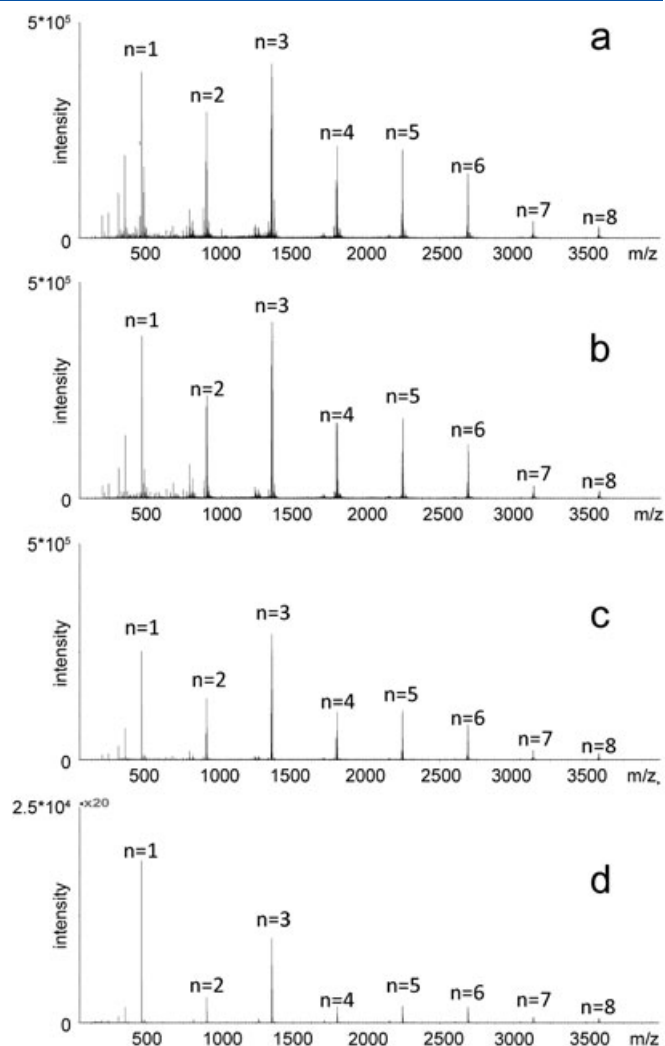 5*10⁵
a
n=1
n=2
n=3
n=4
n=5
n=6
n=7
n=8
intensity
0
500 1000 1500 2000 2500 3000 3500 m/z
5*10⁵
b
n=1
n=2
n=3
n=4
n=5
n=6
n=7
n=8
intensity
0
500 1000 1500 2000 2500 3000 3500 m/z
5*10⁵
c
n=1
n=2
n=3
n=4
n=5
n=6
n=7
n=8
intensity
0
500 1000 1500 2000 2500 3000 3500 m/z.
2.5*10⁴ •x20
d
n=1
n=2
n=3
n=4
n=5
n=6
n=7
n=8
intensity
0
500 1000 1500 2000 2500 3000 3500 m/z